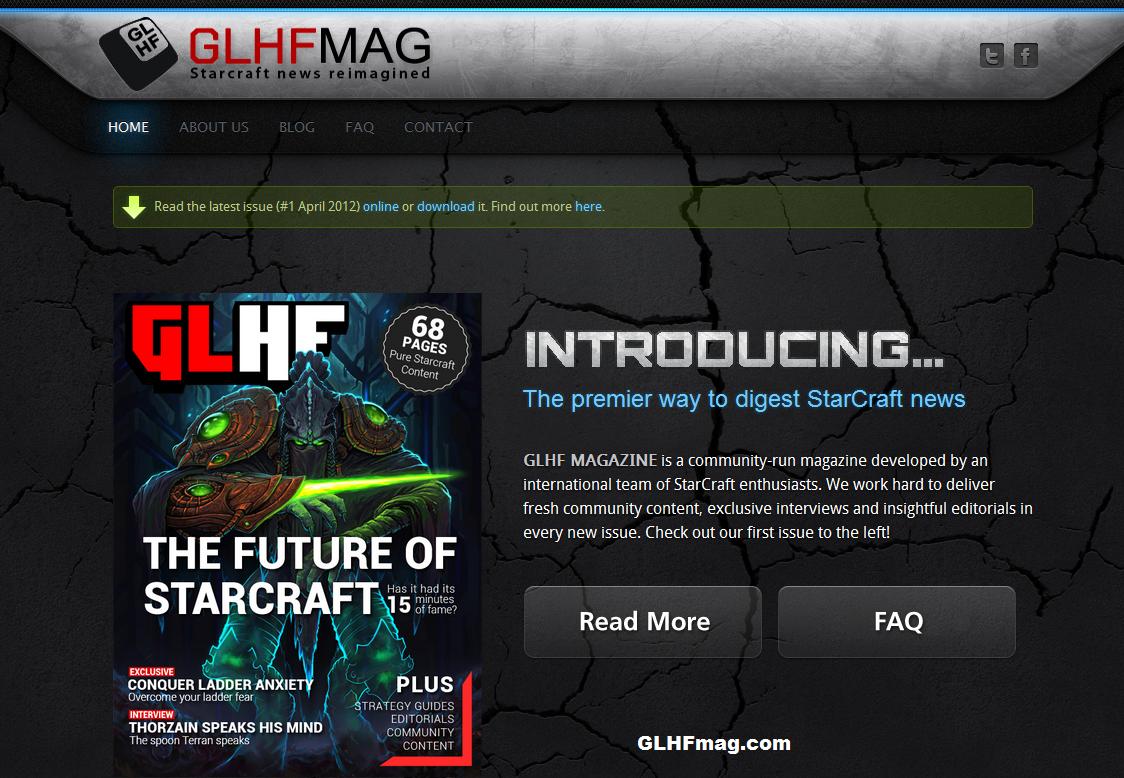 GL
HF
GLHFMAG
Starcraft news reimagined
HOME ABOUT US BLOG FAQ CONTACT
Read the latest issue (#1 April 2012) online or download it. Find out more here.
GLHF
68
PAGES
Pure Starcraft
Content
THE FUTURE OF
STARCRAFT
Has it had its
15 minutes
of fame?
EXCLUSIVE
CONQUER LADDER ANXIETY
Overcome your ladder fear
INTERVIEW
THORZAIN SPEAKS HIS MIND
The spoon Terran speaks
PLUS
STRATEGY GUIDES
EDITORIALS
COMMUNITY
CONTENT
INTRODUCING...
The premier way to digest StarCraft news
GLHF MAGAZINE is a community-run magazine developed by an
international team of StarCraft enthusiasts. We work hard to deliver
fresh community content, exclusive interviews and insightful editorials in
every new issue. Check out our first issue to the left!
Read More FAQ
GLHFmag.com